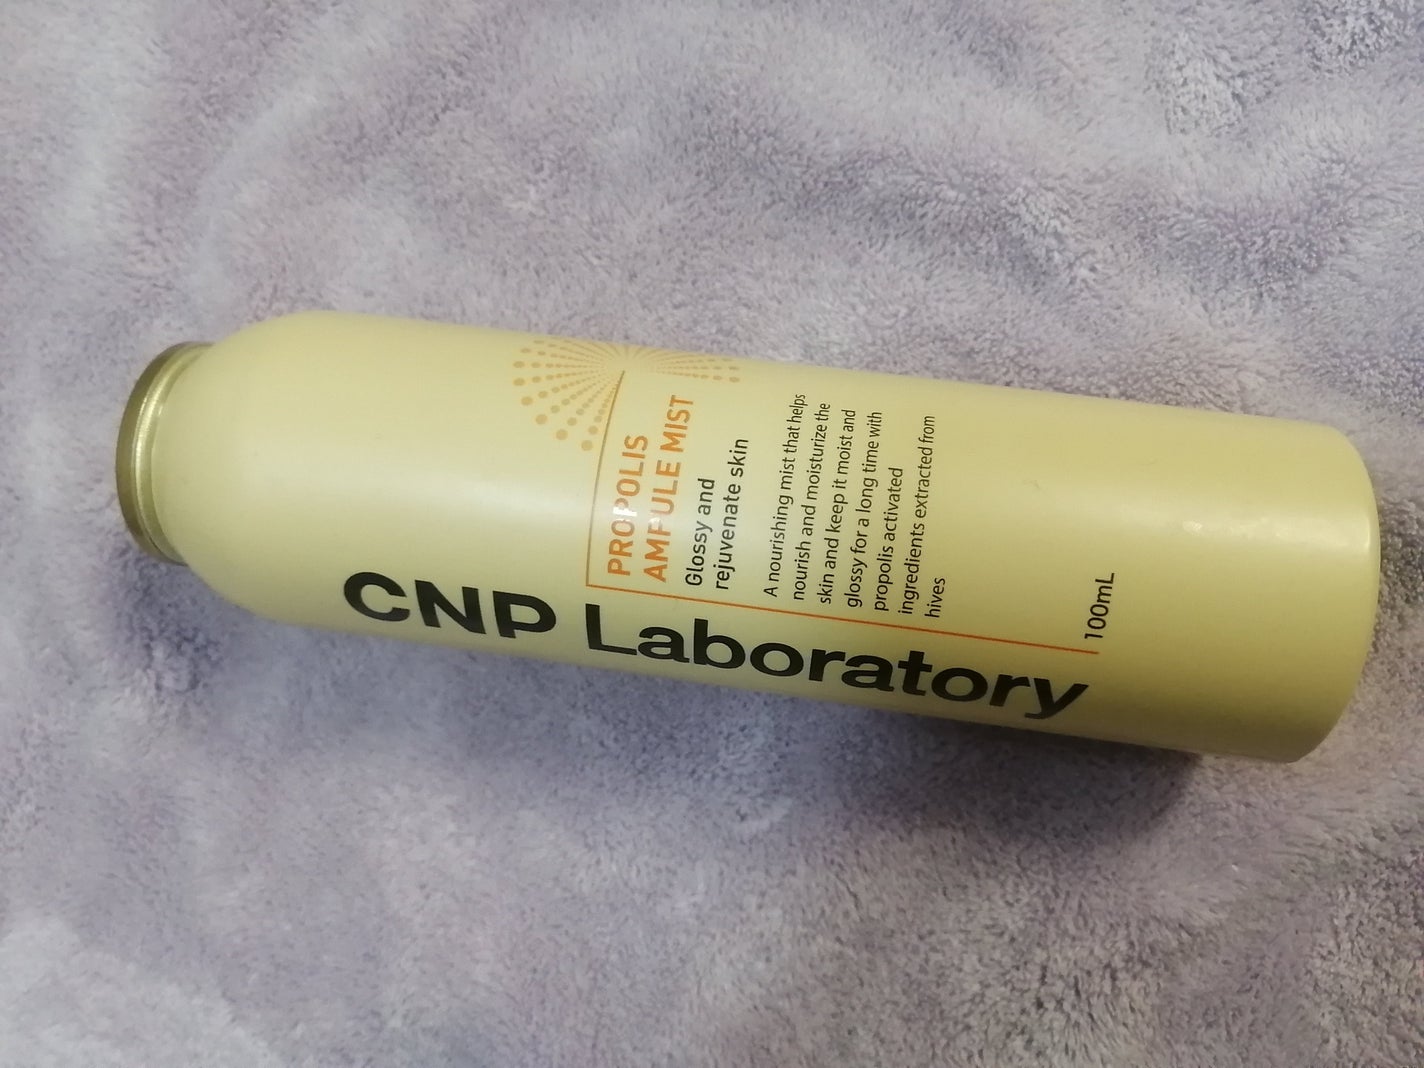 CNP Laboratory
PROPOLIS
AMPULE MIST
Glossy and
rejuvenate skin
A nourishing mist that helps
nourish and moisturize the
skin and keep it moist and
glossy for a long time with
propolis activated
ingredients extracted from
hives
100mL